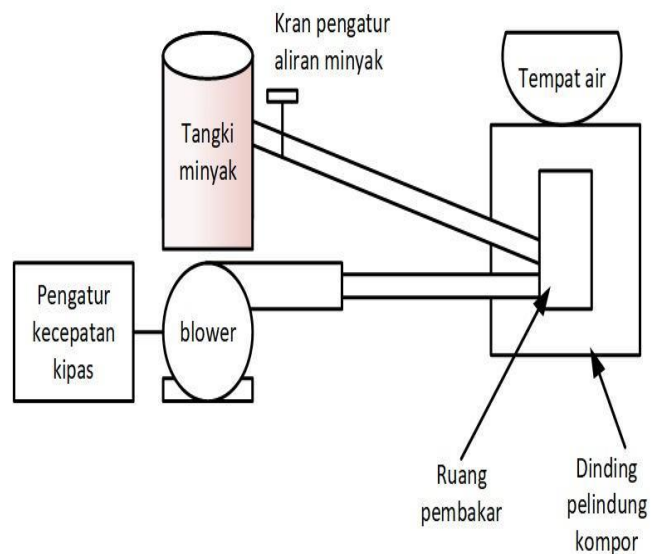 Kran pengatur
aliran minyak
Tempat air
Tangki
minyak
Pengatur
kecepatan
kipas
blower
Ruang
pembakar
Dinding
pelindung
kompor